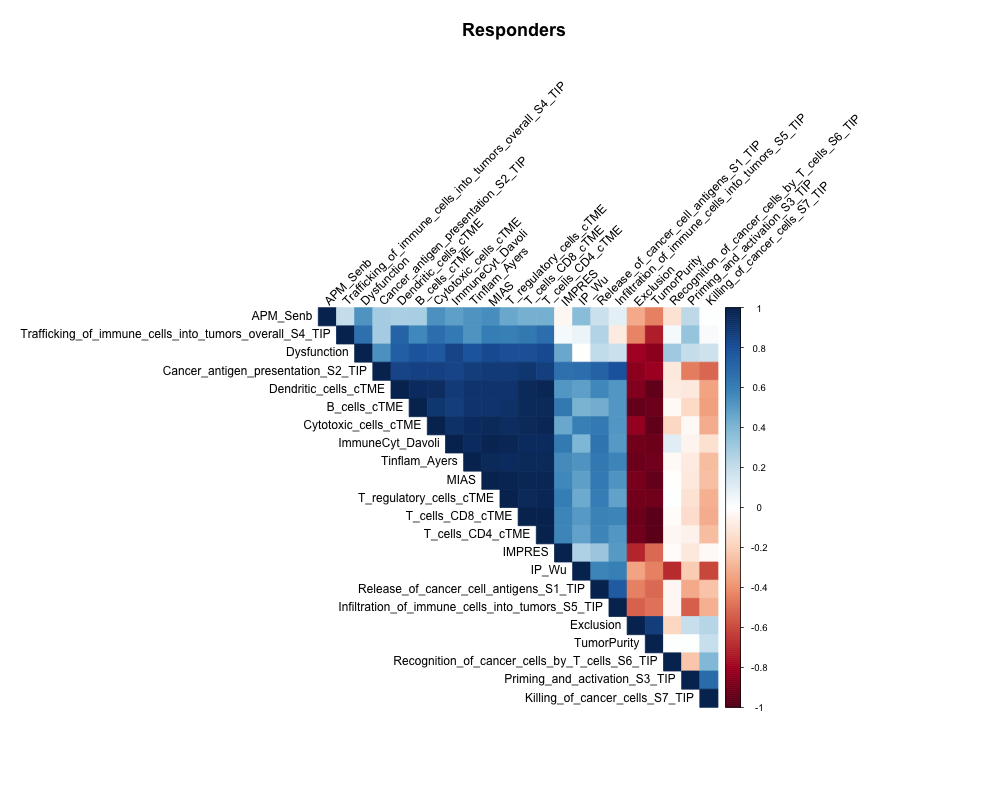 Responders
APM_Senb
Trafficking_of_immune_cells_into_tumors_overall_S4_TIP
Dysfunction
Cancer_antigen_presentation_S2_TIP
Dendritic_cells_cTME
B_cells_cTME
Cytotoxic_cells_cTME
ImmuneCyt_Davoli
Tinflam_Ayers
MIAS
T_regulatory_cells_cTME
T_cells_CD8_cTME
T_cells_CD4_cTME
IMPRES
IP_Wu
Release_of_cancer_cell_antigens_S1_TIP
Infiltration_of_immune_cells_into_tumors_S5_TIP
Exclusion
TumorPurity
Recognition_of_cancer_cells_by_T_cells_S6_TIP
Priming_and_activation_S3_TIP
Killing_of_cancer_cells_S7_TIP
APM_Senb
Trafficking_of_immune_cells_into_tumors_overall_S4_TIP
Dysfunction
Cancer_antigen_presentation_S2_TIP
Dendritic_cells_cTME
B_cells_cTME
Cytotoxic_cells_cTME
ImmuneCyt_Davoli
Tinflam_Ayers
MIAS
T_regulatory_cells_cTME
T_cells_CD8_cTME
T_cells_CD4_cTME
IMPRES
IP_Wu
Release_of_cancer_cell_antigens_S1_TIP
Infiltration_of_immune_cells_into_tumors_S5_TIP
Exclusion
TumorPurity
Recognition_of_cancer_cells_by_T_cells_S6_TIP
Priming_and_activation_S3_TIP
Killing_of_cancer_cells_S7_TIP
1
0.8
0.6
0.4
0.2
0
-0.2
-0.4
-0.6
-0.8
-1